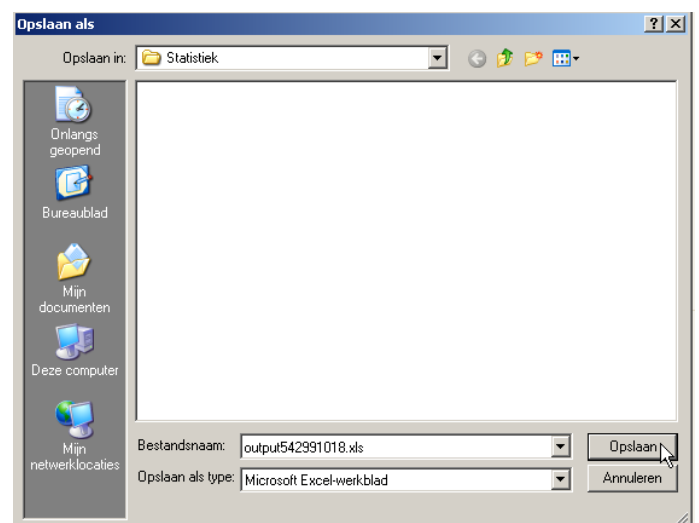 Opslaan als
Opslaan in: Statistiek
Onlangs
geopend
Bureaublad
Mijn
documenten
Deze computer
Mijn
netwerklocaties
Bestandsnaam: output542991018.xls Opslaan
Opslaan als type: Microsoft Excel-werkblad Annuleren